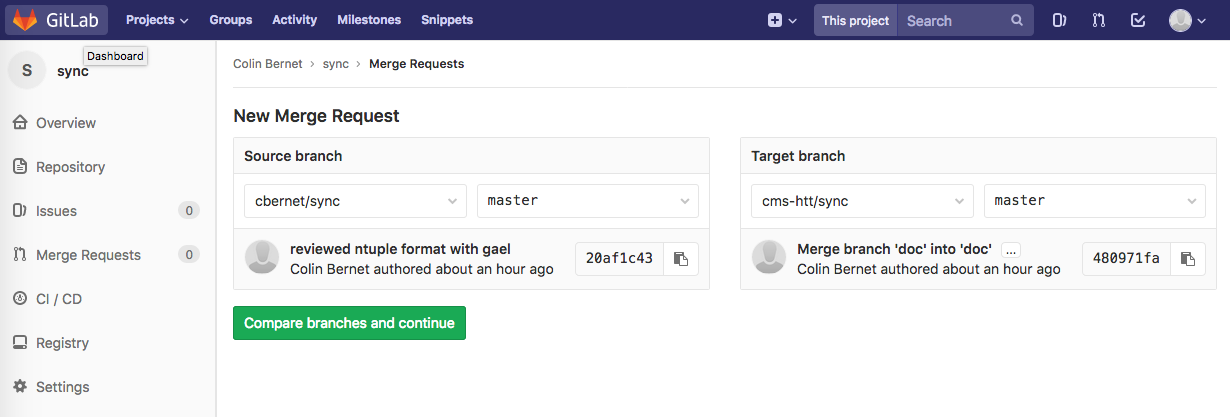 GitLab Projects Groups Activity Milestones Snippets This project Search
Dashboard
S sync
Overview
Repository
Issues 0
Merge Requests 0
CI / CD
Registry
Settings
Colin Bernet › sync › Merge Requests
New Merge Request
Source branch
cbernet/sync master
reviewed ntuple format with gael
Colin Bernet authored about an hour ago
20af1c43
Target branch
cms-htt/sync master
Merge branch 'doc' into 'doc' ...
Colin Bernet authored about an hour ago
480971fa
Compare branches and continue